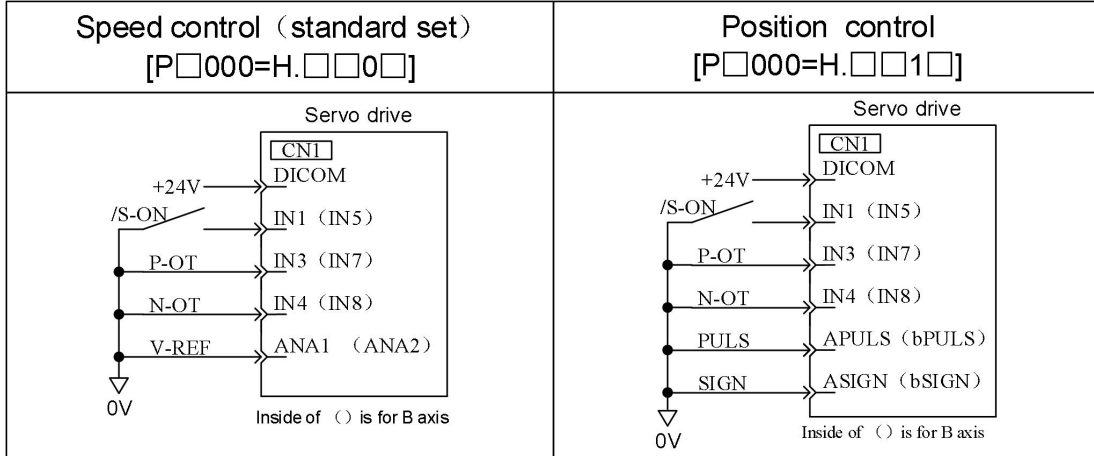 Speed control（standard set）
[P□000=H.□□0□]
Position control
[P□000=H.□□1□]
Servo drive
CN1
DICOM
+24V
/S-ON
IN1（IN5）
P-OT
IN3（IN7）
N-OT
IN4（IN8）
V-REF
ANA1 （ANA2）
0V
Inside of （）is for B axis
Servo drive
CN1
DICOM
+24V
/S-ON
IN1（IN5）
P-OT
IN3（IN7）
N-OT
IN4（IN8）
PULS
APULS（bPULS）
SIGN
ASIGN（bSIGN）
0V
Inside of （）is for B axis